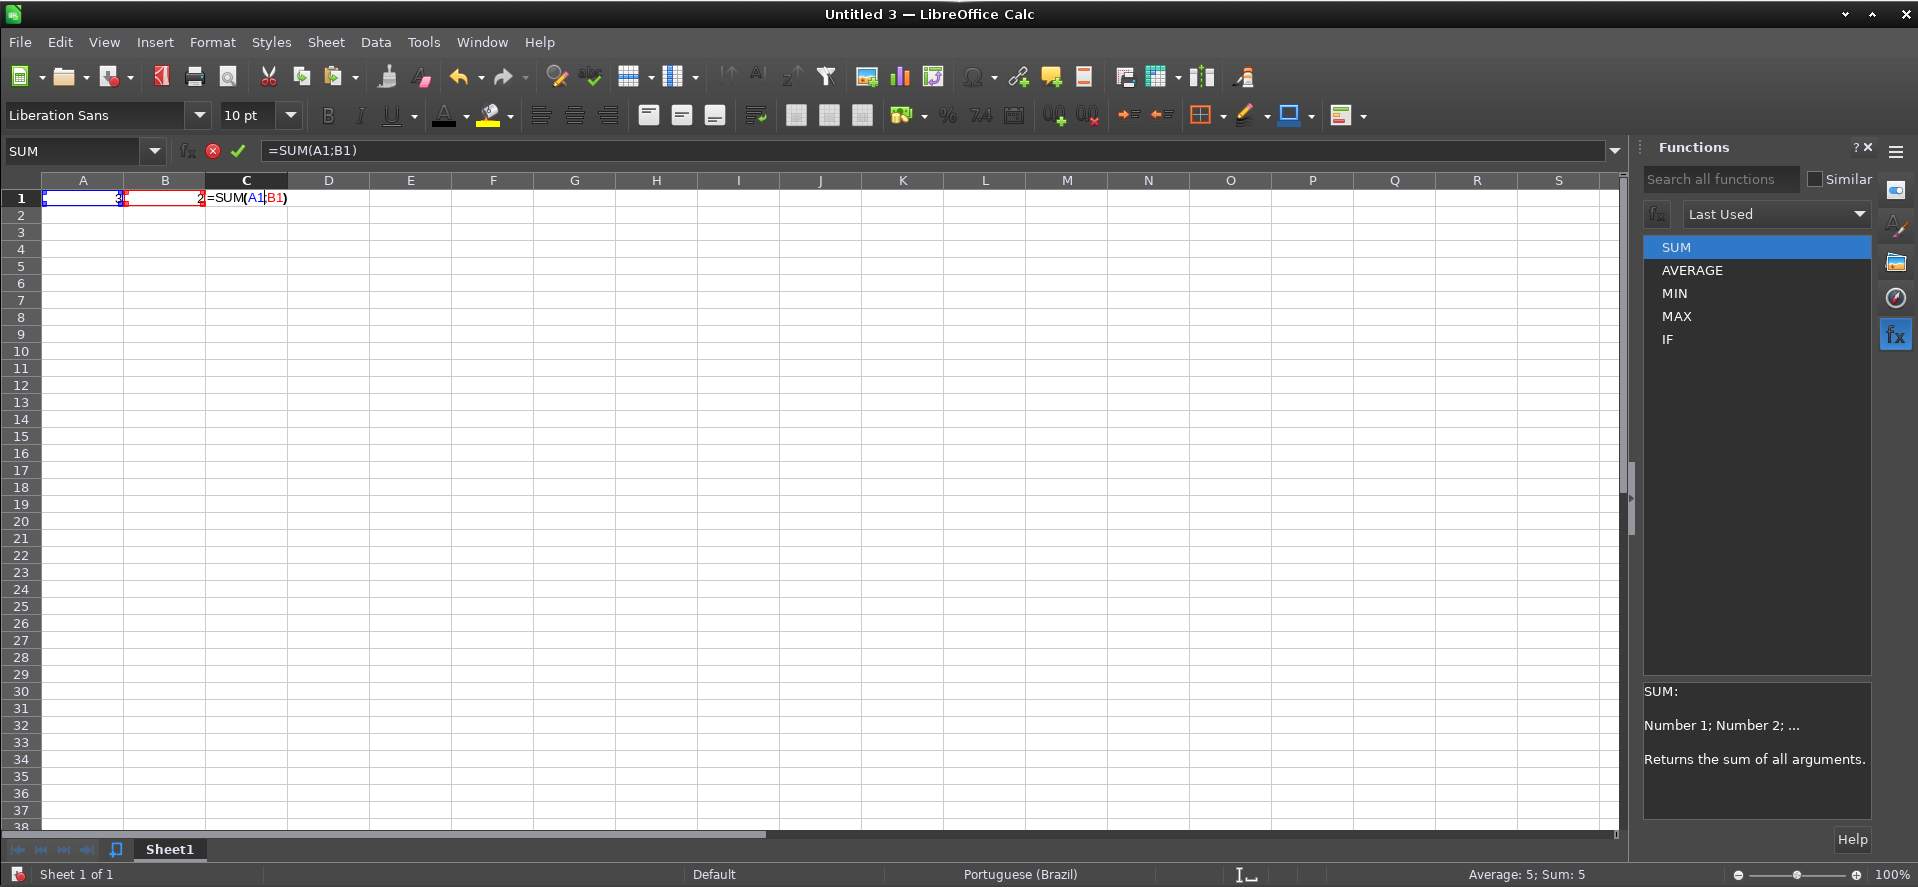 Untitled 3 — LibreOffice Calc
File Edit View Insert Format Styles Sheet Data Tools Window Help
Liberation Sans 10 pt
SUM =SUM(A1;B1)
A B C D E F G H I J K L M N O P Q R S
1 3 2 =SUM(A1;B1)
2
3
4
5
6
7
8
9
10
11
12
13
14
15
16
17
18
19
20
21
22
23
24
25
26
27
28
29
30
31
32
33
34
35
36
37
38
Functions ?
Search all functions Similar
Last Used
SUM
AVERAGE
MIN
MAX
IF
SUM:
Number 1; Number 2; ...
Returns the sum of all arguments.
Help
Sheet1
Sheet 1 of 1 Default Portuguese (Brazil) Average: 5; Sum: 5 100%